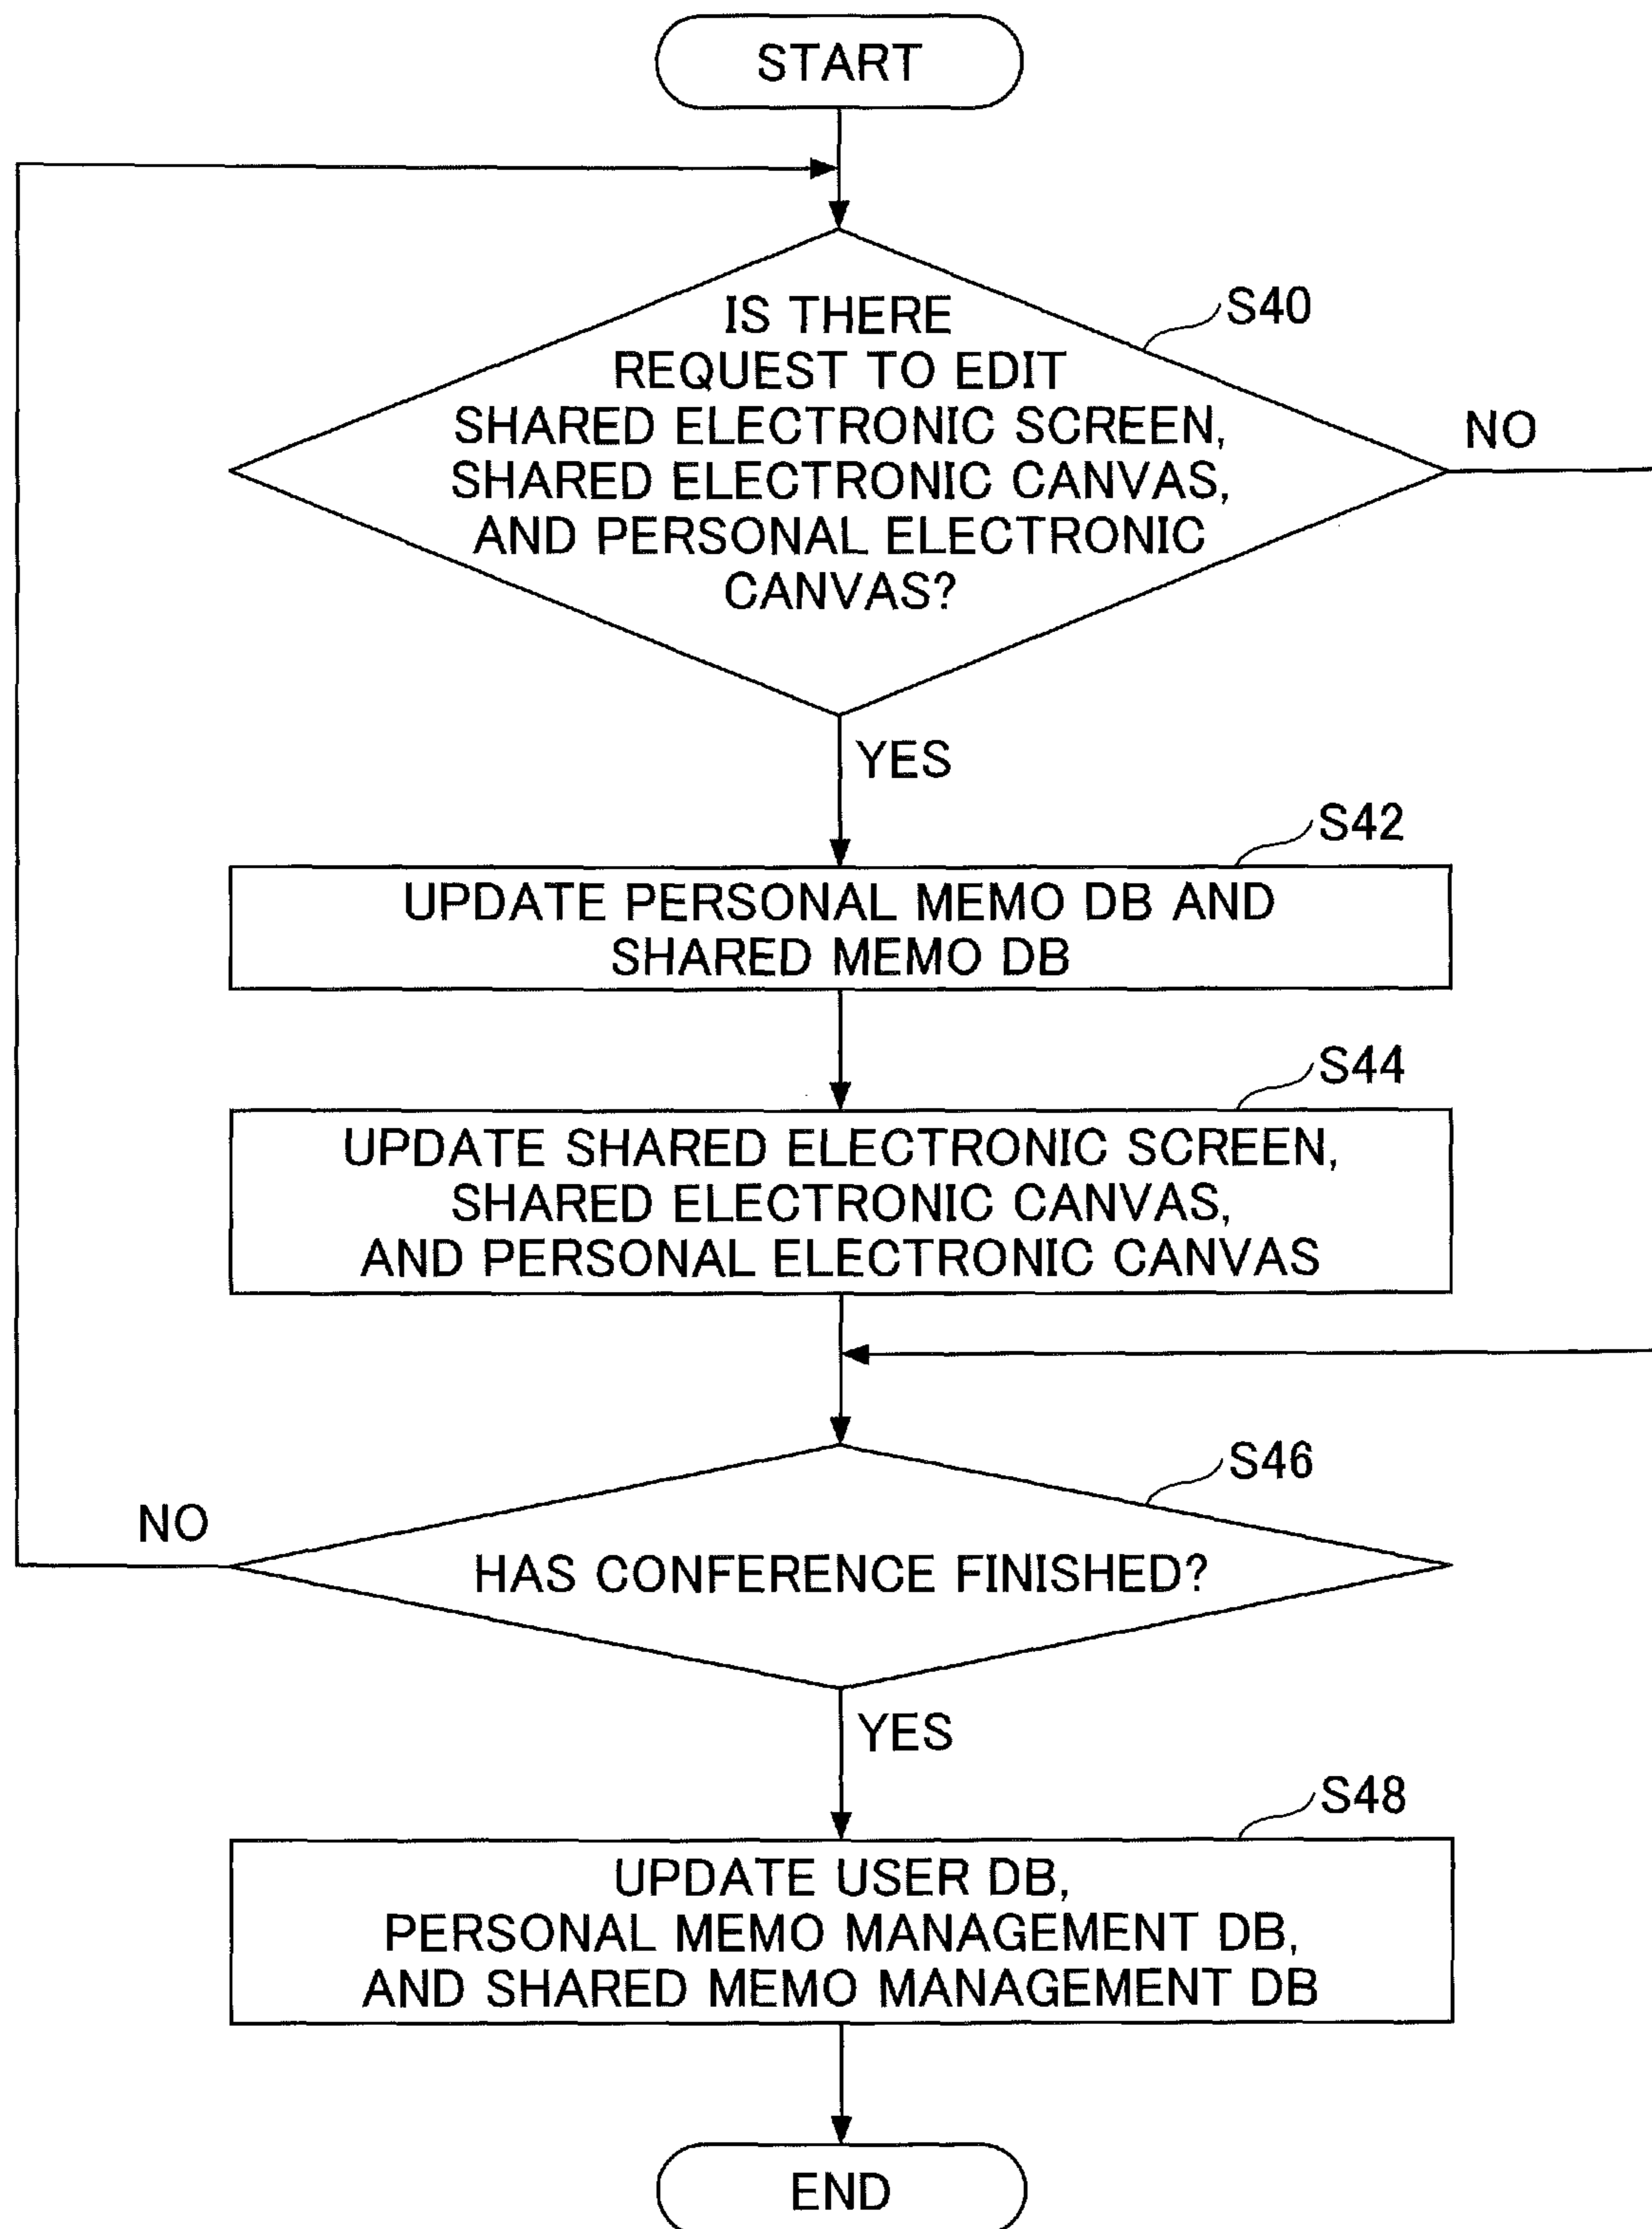 START
S40
IS THERE
REQUEST TO EDIT
SHARED ELECTRONIC SCREEN,
SHARED ELECTRONIC CANVAS,
AND PERSONAL ELECTRONIC
CANVAS?
NO
YES
S42
UPDATE PERSONAL MEMO DB AND
SHARED MEMO DB
S44
UPDATE SHARED ELECTRONIC SCREEN,
SHARED ELECTRONIC CANVAS,
AND PERSONAL ELECTRONIC CANVAS
S46
NO
HAS CONFERENCE FINISHED?
YES
S48
UPDATE USER DB,
PERSONAL MEMO MANAGEMENT DB,
AND SHARED MEMO MANAGEMENT DB
END